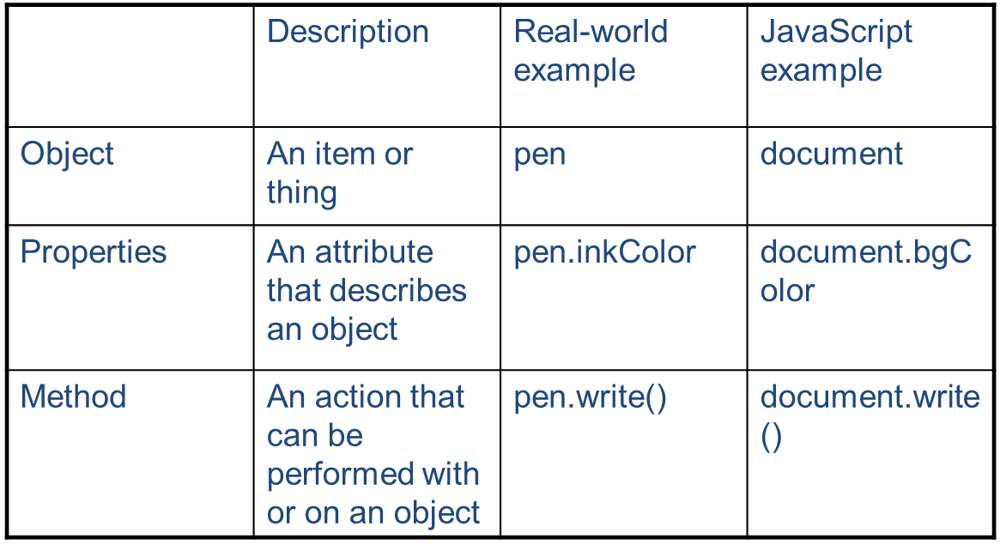 Description
Real-world
example
JavaScript
example
Object
An item or
thing
pen
document
Properties
An attribute
that describes
an object
pen.inkColor
document.bgC
olor
Method
An action that
can be
performed with
or on an object
pen.write()
document.write
()